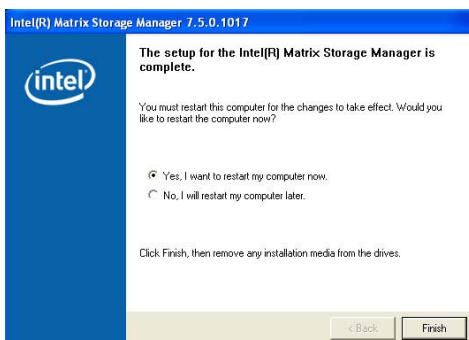 Intel(R) Matrix Storage Manager 7.5.0.1017
intel
The setup for the Intel(R) Matrix Storage Manager is
complete.
You must restart this computer for the changes to take effect. Would you
like to restart the computer now?
Yes, I want to restart my computer now.
No, I will restart my computer later.
Click Finish, then remove any installation media from the drives.
< Back
Finish